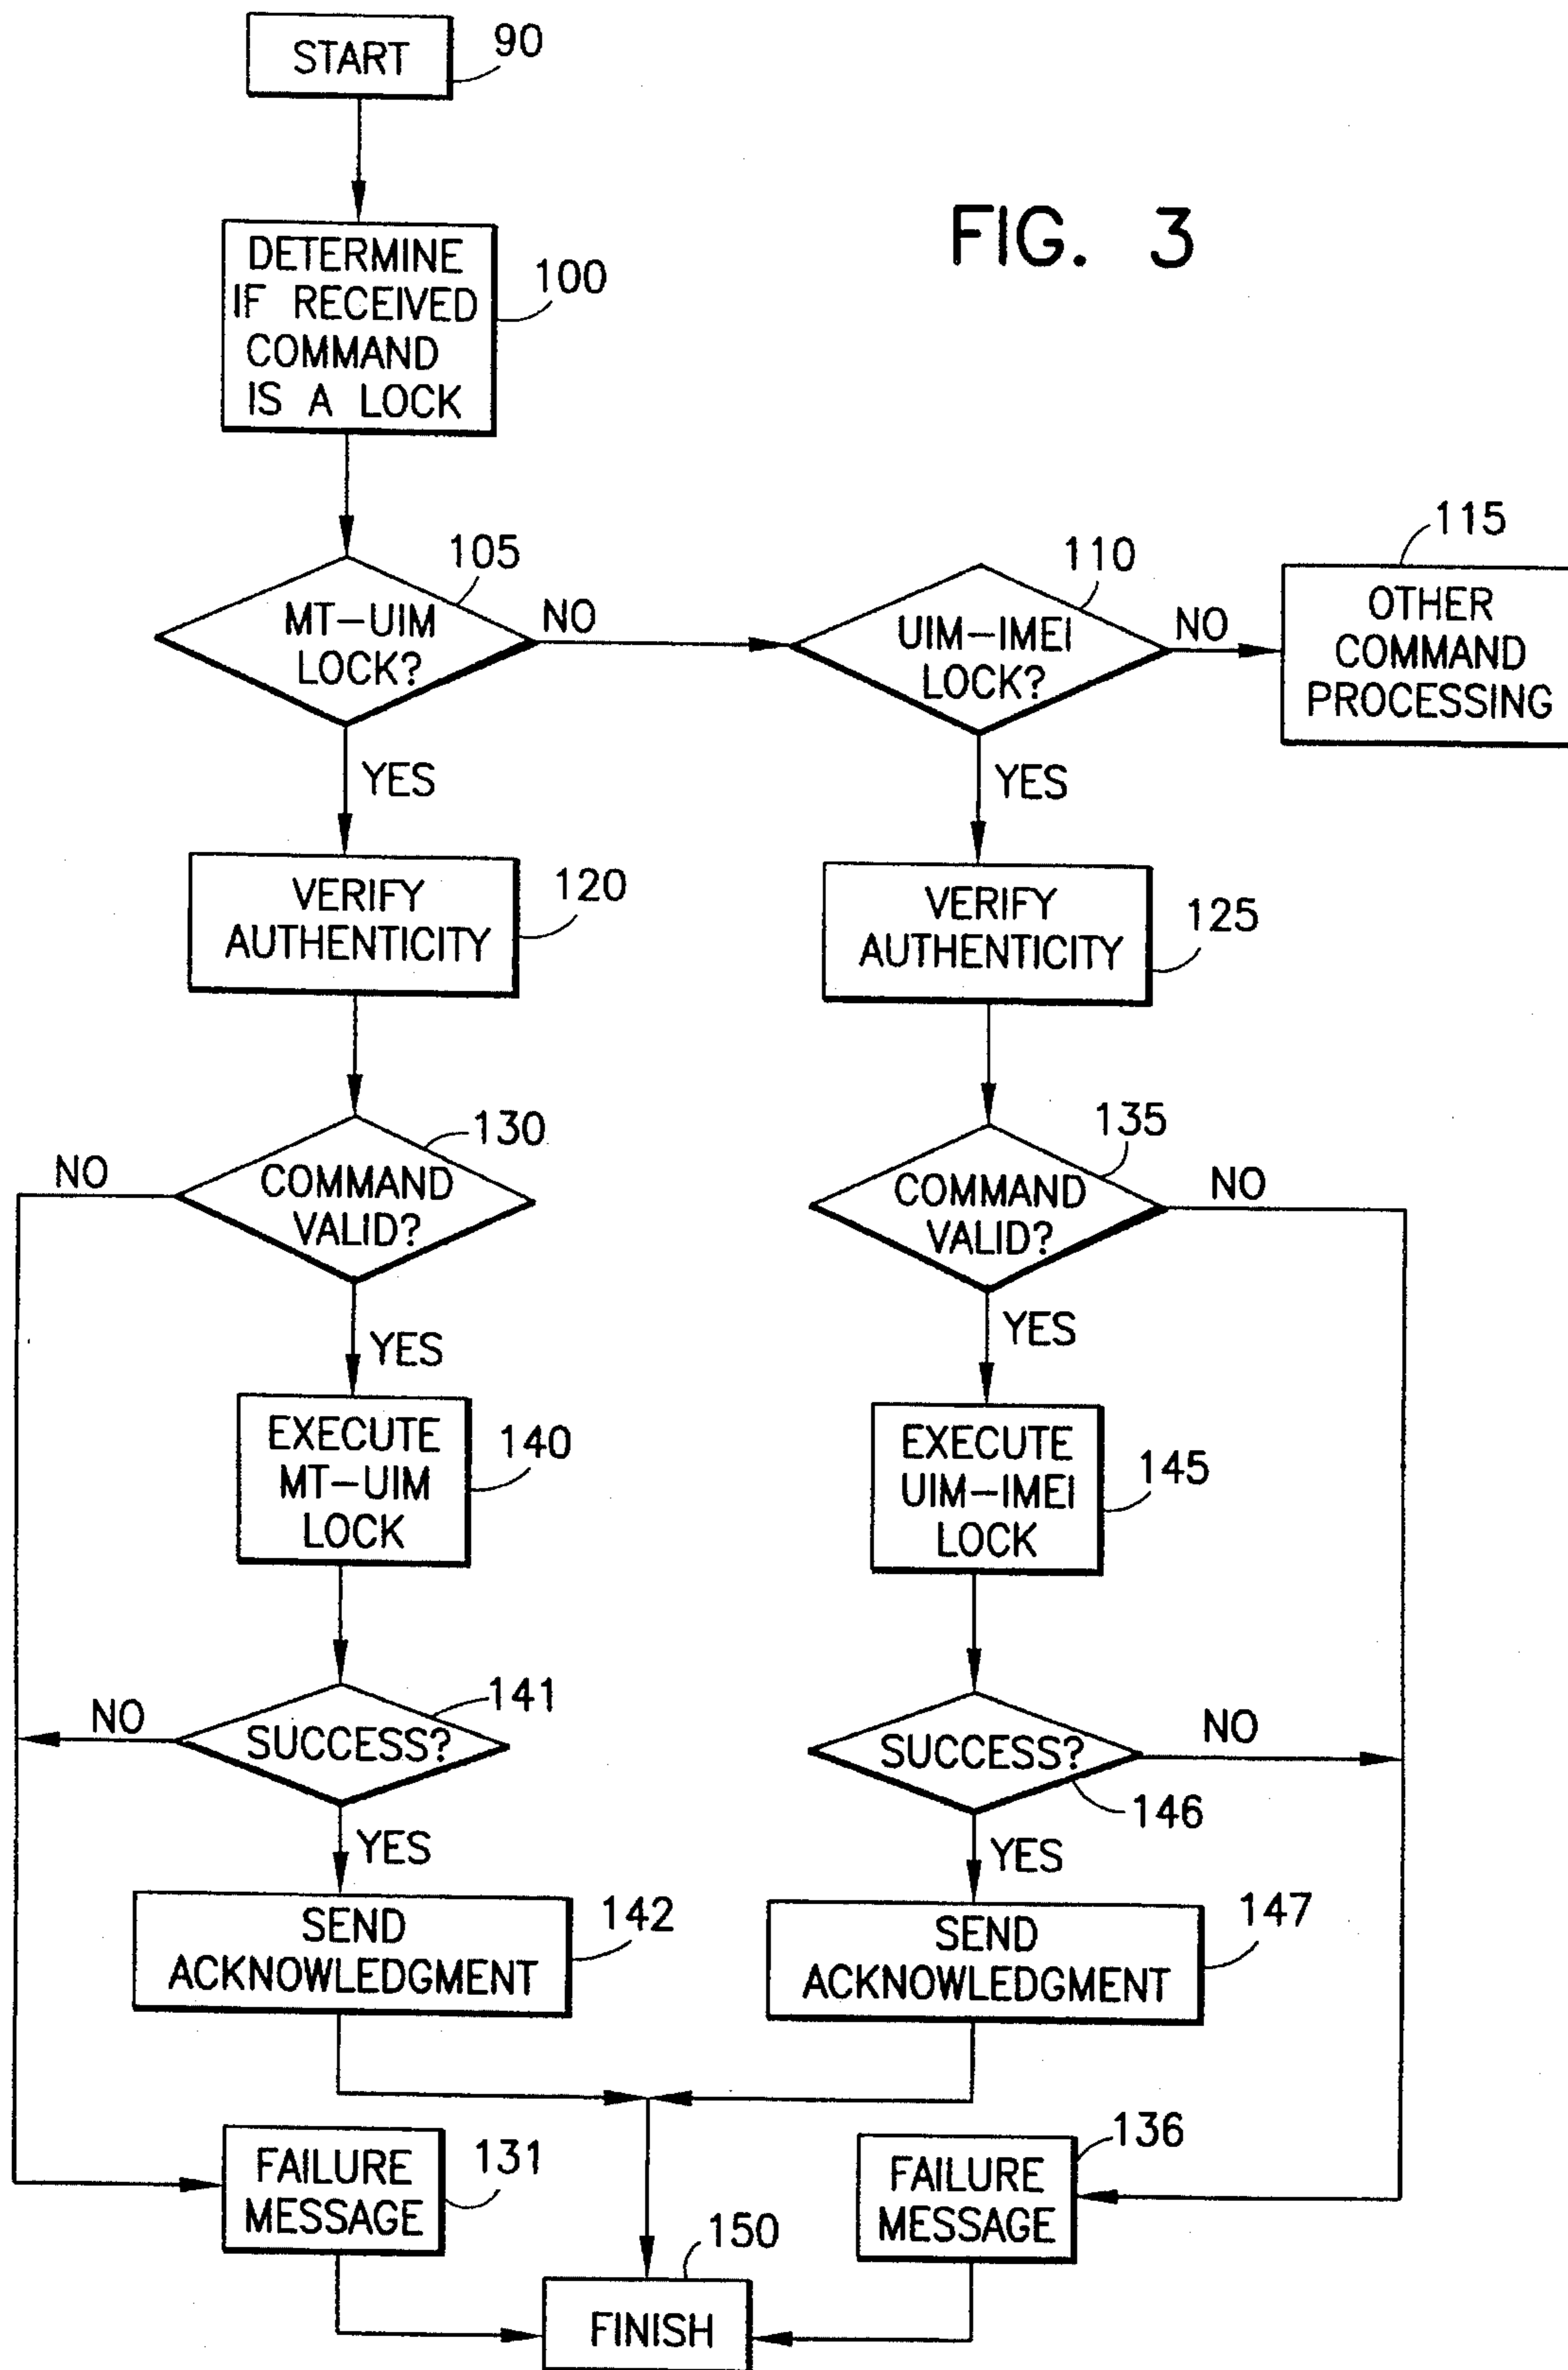 START
90
FIG. 3
DETERMINE
IF RECEIVED
COMMAND
IS A LOCK
100
MT-UIM
LOCK?
105
NO
UIM-IMEI
LOCK?
110
NO
OTHER
COMMAND
PROCESSING
115
YES
YES
VERIFY
AUTHENTICITY
120
VERIFY
AUTHENTICITY
125
NO
COMMAND
VALID?
130
COMMAND
VALID?
135
NO
YES
YES
EXECUTE
MT-UIM
LOCK
140
EXECUTE
UIM-IMEI
LOCK
145
NO
SUCCESS?
141
SUCCESS?
146
NO
YES
YES
SEND
ACKNOWLEDGMENT
142
SEND
ACKNOWLEDGMENT
147
FAILURE
MESSAGE
131
FAILURE
MESSAGE
136
FINISH
150